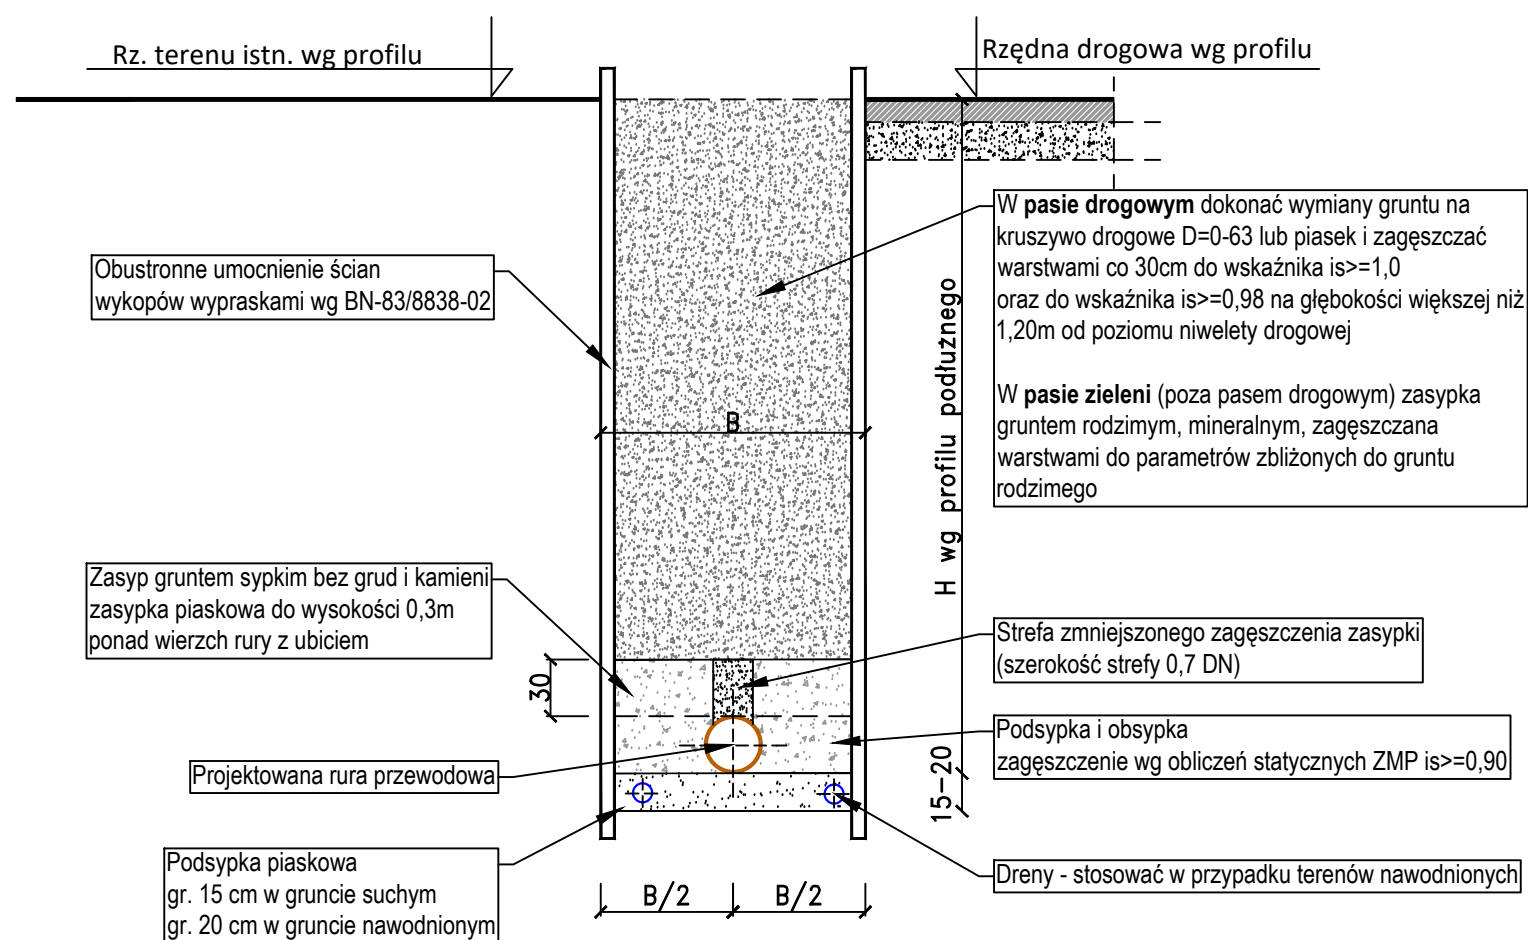 Rz. terenu istn. wg profilu
Rzędna drogowa wg profilu
W pasie drogowym dokonać wymiany gruntu na
kruszywo drogowe D=0-63 lub piasek i zagęszczać
warstwami co 30cm do wskaźnika is>=1,0
oraz do wskaźnika is>=0,98 na głębokości większej niż
1,20m od poziomu niwelety drogowej
W pasie zieleni (poza pasem drogowym) zasypka
gruntem rodzimym, mineralnym, zagęszczana
warstwami do parametrów zbliżonych do gruntu
rodzimego
Obustronne umocnienie ścian
wykopów wypraskami wg BN-83/8838-02
B
H wg profilu podłużnego
Zasyp gruntem sypkim bez grud i kamieni
zasypka piaskowa do wysokości 0,3m
ponad wierzch rury z ubiciem
30
Strefa zmniejszonego zagęszczenia zasypki
(szerokość strefy 0,7 DN)
Podsypka i obsypka
zagęszczenie wg obliczeń statycznych ZMP is>=0,90
Projektowana rura przewodowa
15-20
Podsypka piaskowa
gr. 15 cm w gruncie suchym
gr. 20 cm w gruncie nawodnionym
Dreny - stosować w przypadku terenów nawodnionych
B/2
B/2